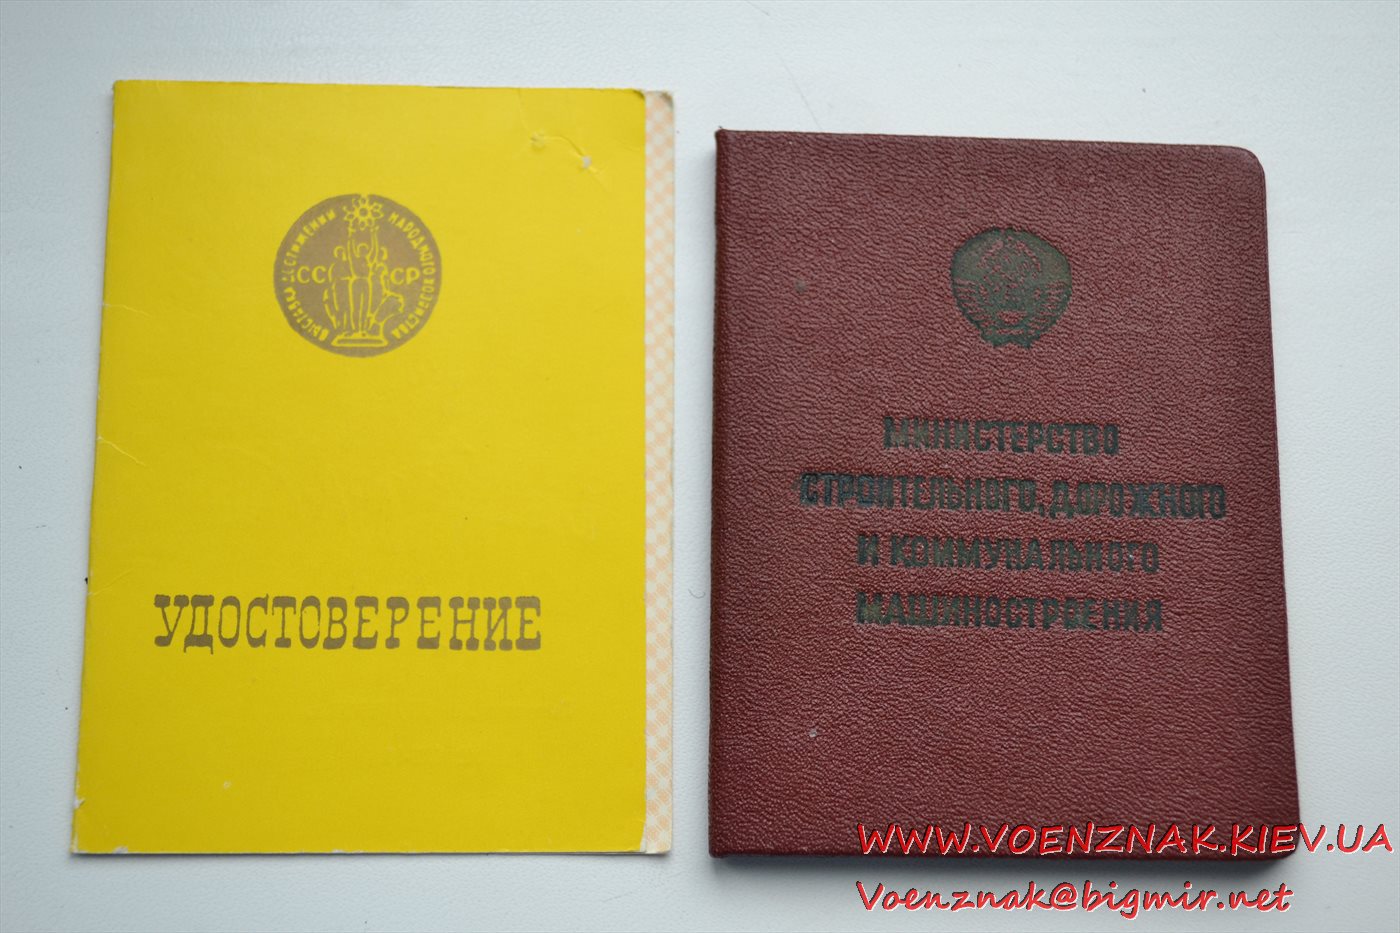 ВЫСТАВКА ДОСТИЖЕНИЙ НАРОДНОГО ХОЗЯЙСТВА
СССР
УДОСТОВЕРЕНИЕ
МИНИСТЕРСТВО
СТРОИТЕЛЬНОГО, ДОРОЖНОГО
И КОММУНАЛЬНОГО
МАШИНОСТРОЕНИЯ
WWW.VOENZNAK.KIEV.UA
Voenznak@bigmir.net